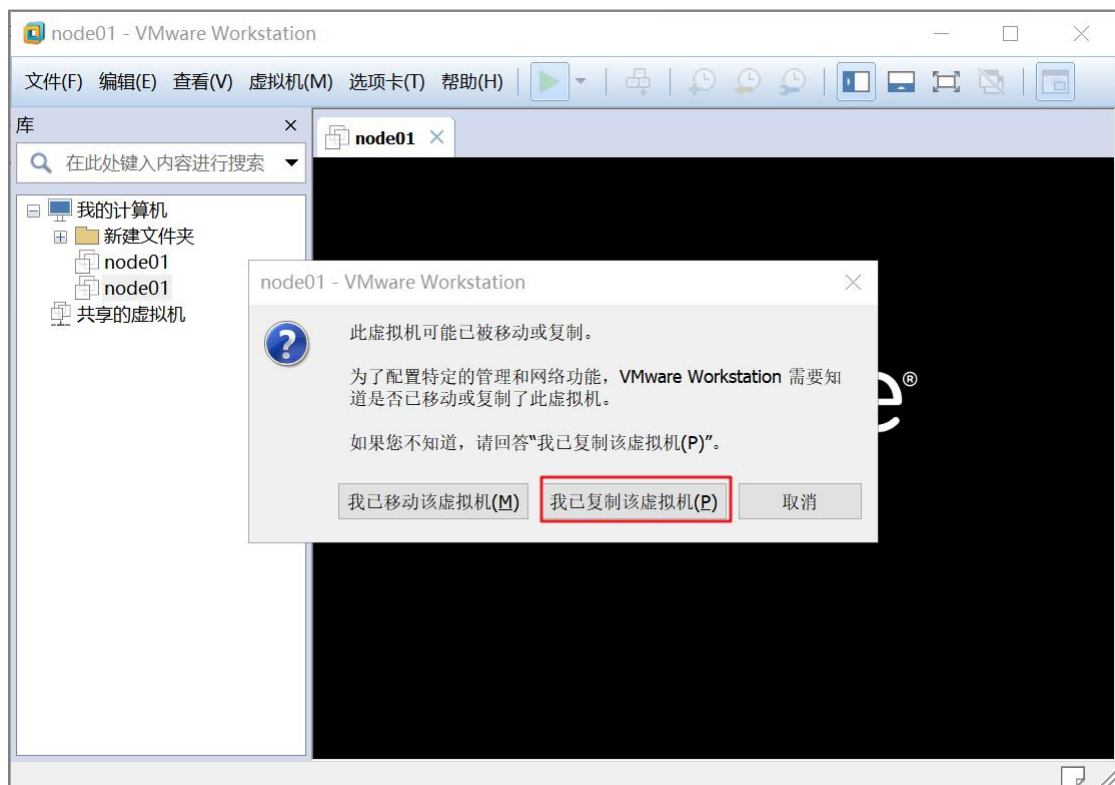 node01 - VMware Workstation
文件(F) 编辑(E) 查看(V) 虚拟机(M) 选项卡(T) 帮助(H)
库
node01
在此处键入内容进行搜索
我的计算机
新建文件夹
node01
node01
共享的虚拟机
node01 - VMware Workstation
此虚拟机可能已被移动或复制。
为了配置特定的管理和网络功能，VMware Workstation 需要知
道是否已移动或复制了此虚拟机。
如果您不知道，请回答“我已复制该虚拟机(P)”。
我已移动该虚拟机(M) 我已复制该虚拟机(P) 取消
e®